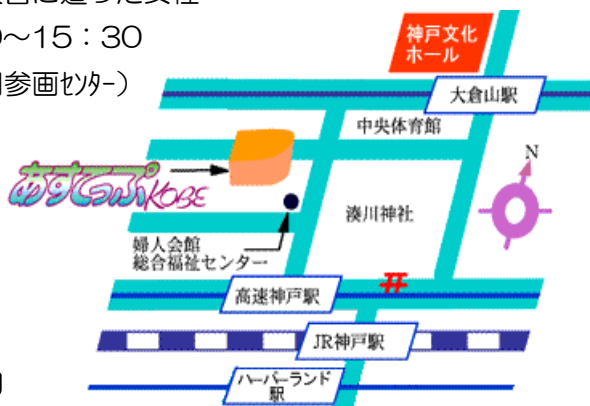 ～15：30
参画ｾﾝﾀｰ）
神戸文化
ホール
大倉山駅
中央体育館
あすてっぷKOBE
N
湊川神社
婦人会館
総合福祉センター
高速神戸駅
JR神戸駅
ハーバーランド
駅